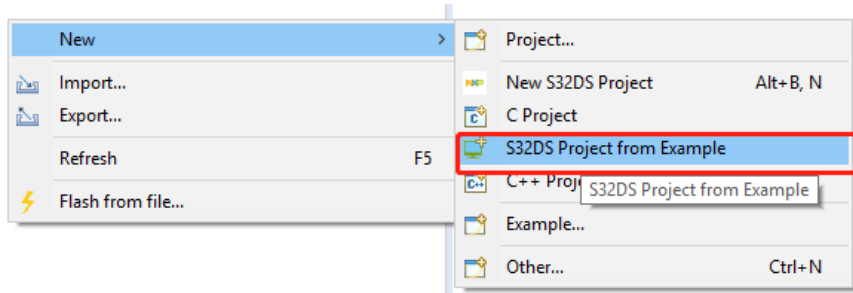 New
Import...
Export...
Refresh F5
Flash from file...
Project...
NXP New S32DS Project Alt+B, N
C Project
S32DS Project from Example
C++ Proj
S32DS Project from Example
Example...
Other... Ctrl+N